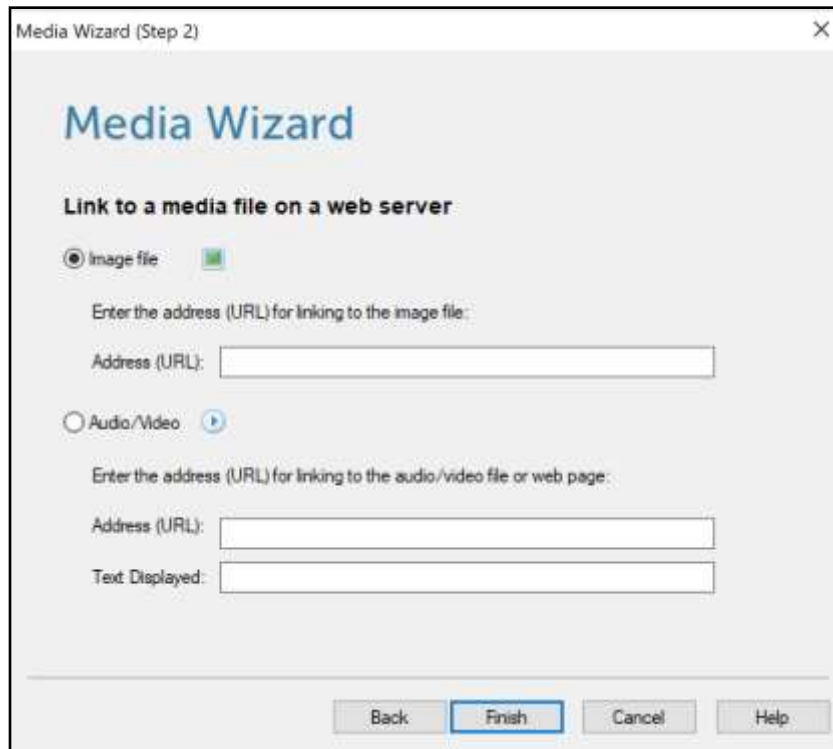 Media Wizard (Step 2)
Media Wizard
Link to a media file on a web server
Image file
Enter the address (URL) for linking to the image file:
Address (URL):
Audio/Video
Enter the address (URL) for linking to the audio/video file or web page:
Address (URL):
Text Displayed:
Back Finish Cancel Help